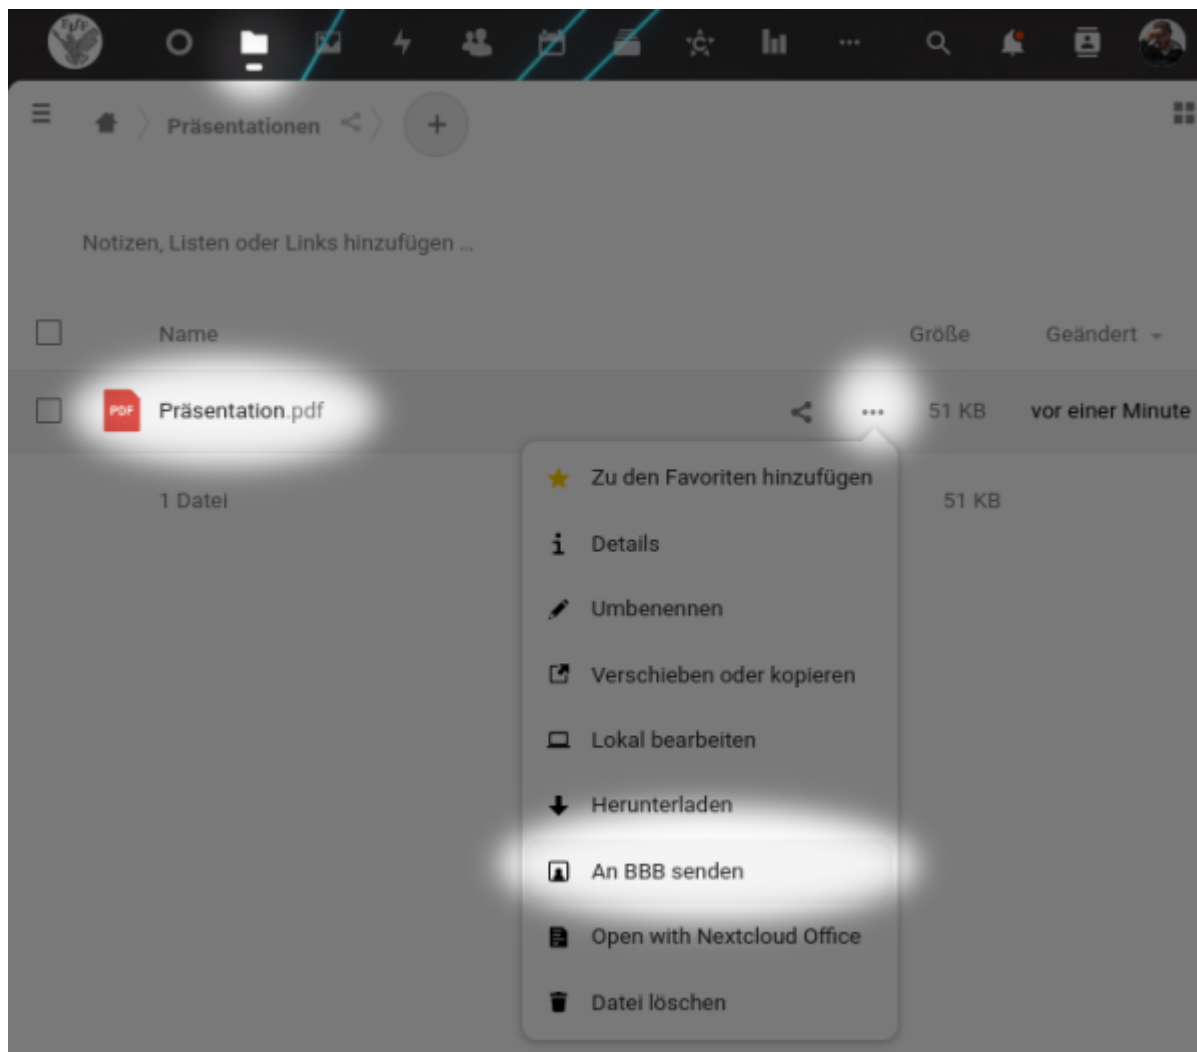 FIfF
Präsentationen
Notizen, Listen oder Links hinzufügen ...
Name Größe Geändert
PDF Präsentation.pdf 51 KB vor einer Minute
1 Datei 51 KB
Zu den Favoriten hinzufügen
Details
Umbenennen
Verschieben oder kopieren
Lokal bearbeiten
Herunterladen
An BBB senden
Open with Nextcloud Office
Datei löschen